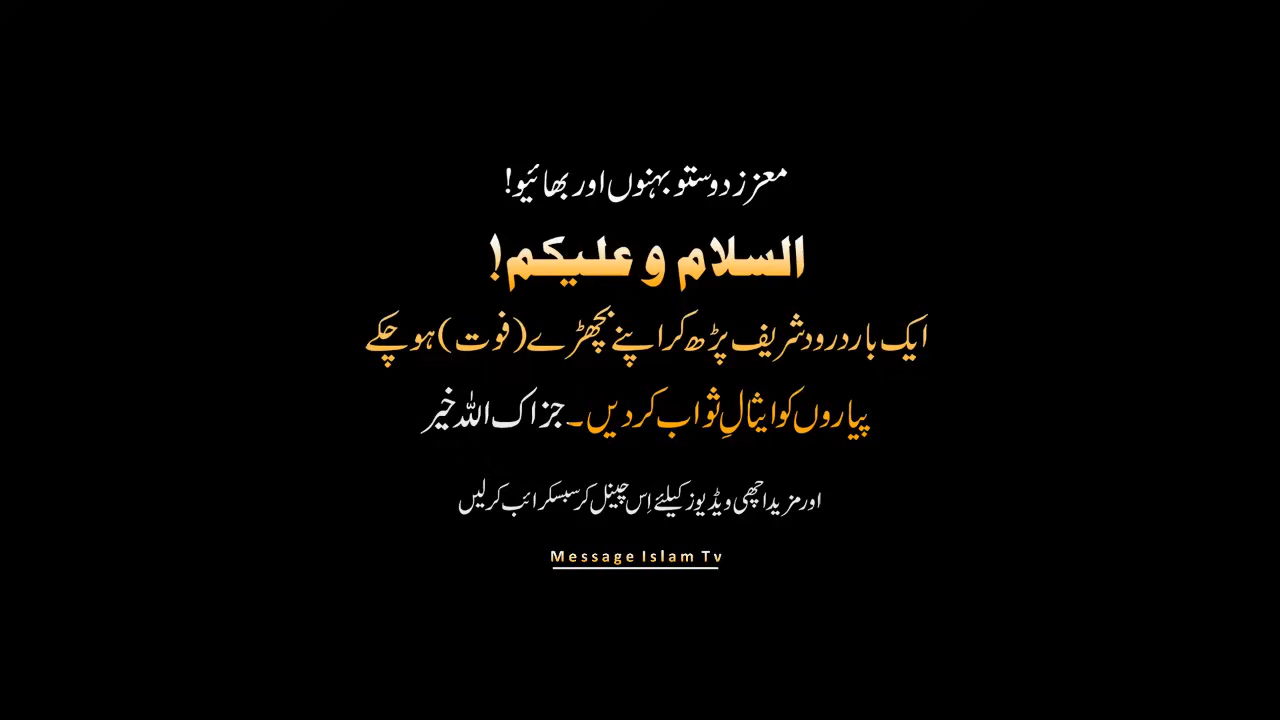 معزز دوستو بہنوں اور بھائیو!
السلام و علیکم!
ایک بار درود شریف پڑھ کر اپنے بچھڑے (فوت) ہو چکے
پیاروں کو ایثالِ ثواب کر دیں۔ جزاک اللہ خیر
اور مزید اچھی ویڈیوز کیلئے اِس چینل کر سبسکرائب کر لیں
Message Islam Tv